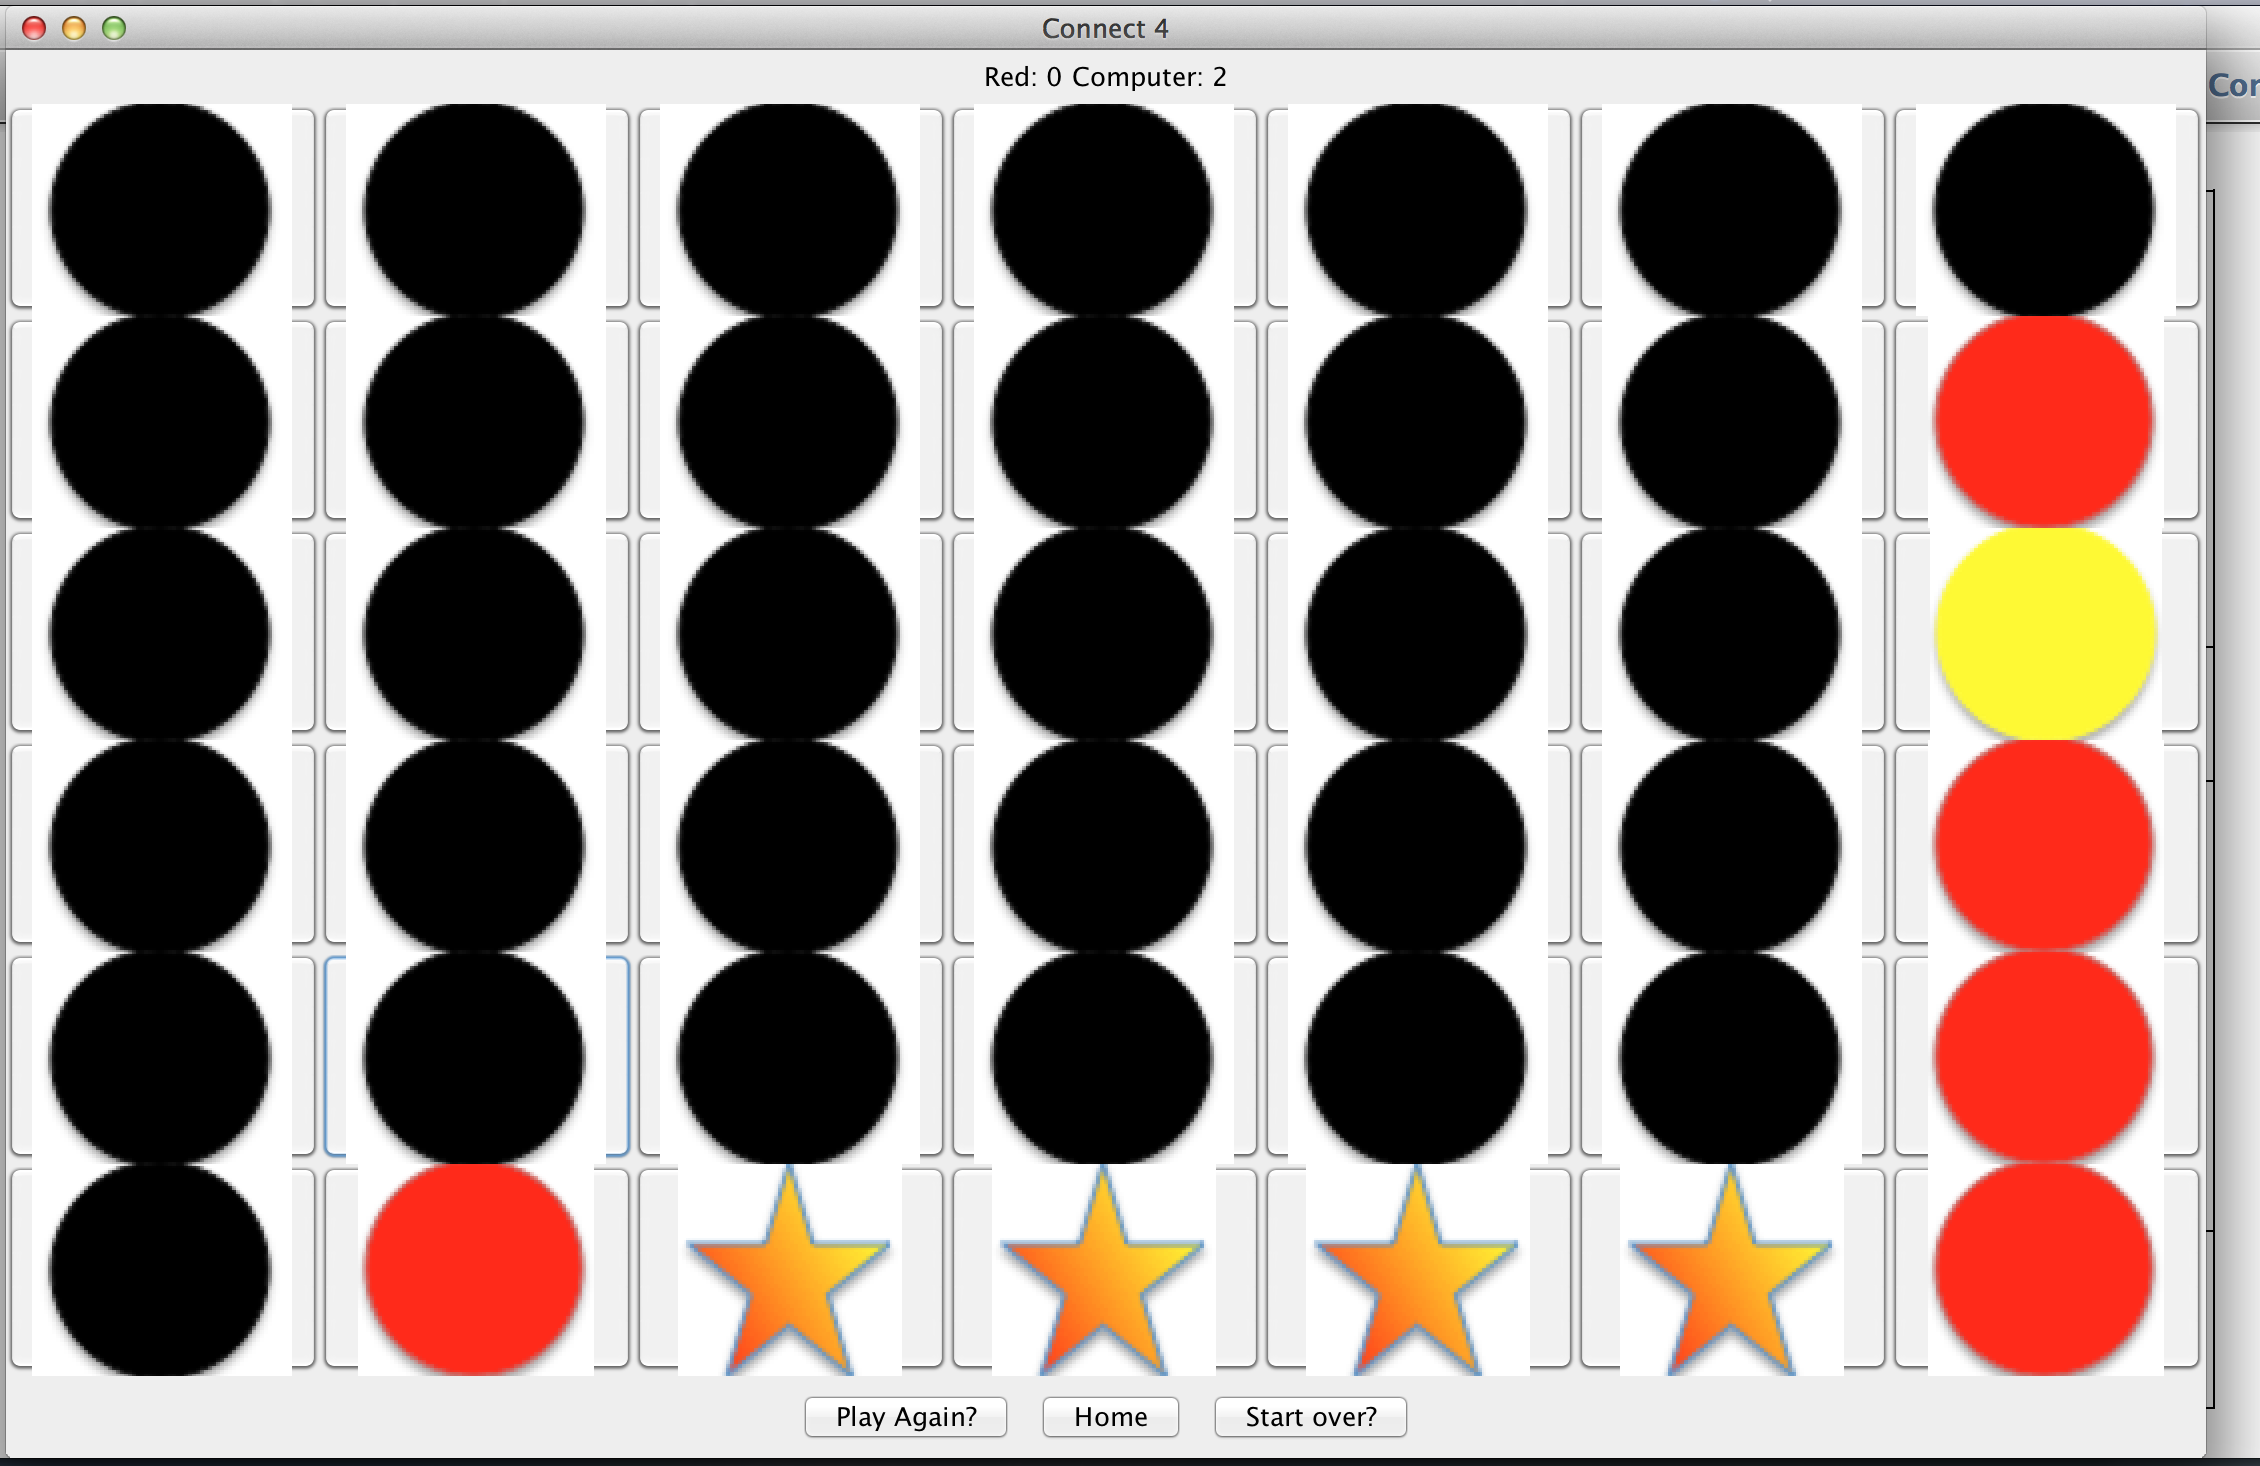 Connect 4
Red: 0 Computer: 2
Play Again?
Home
Start over?